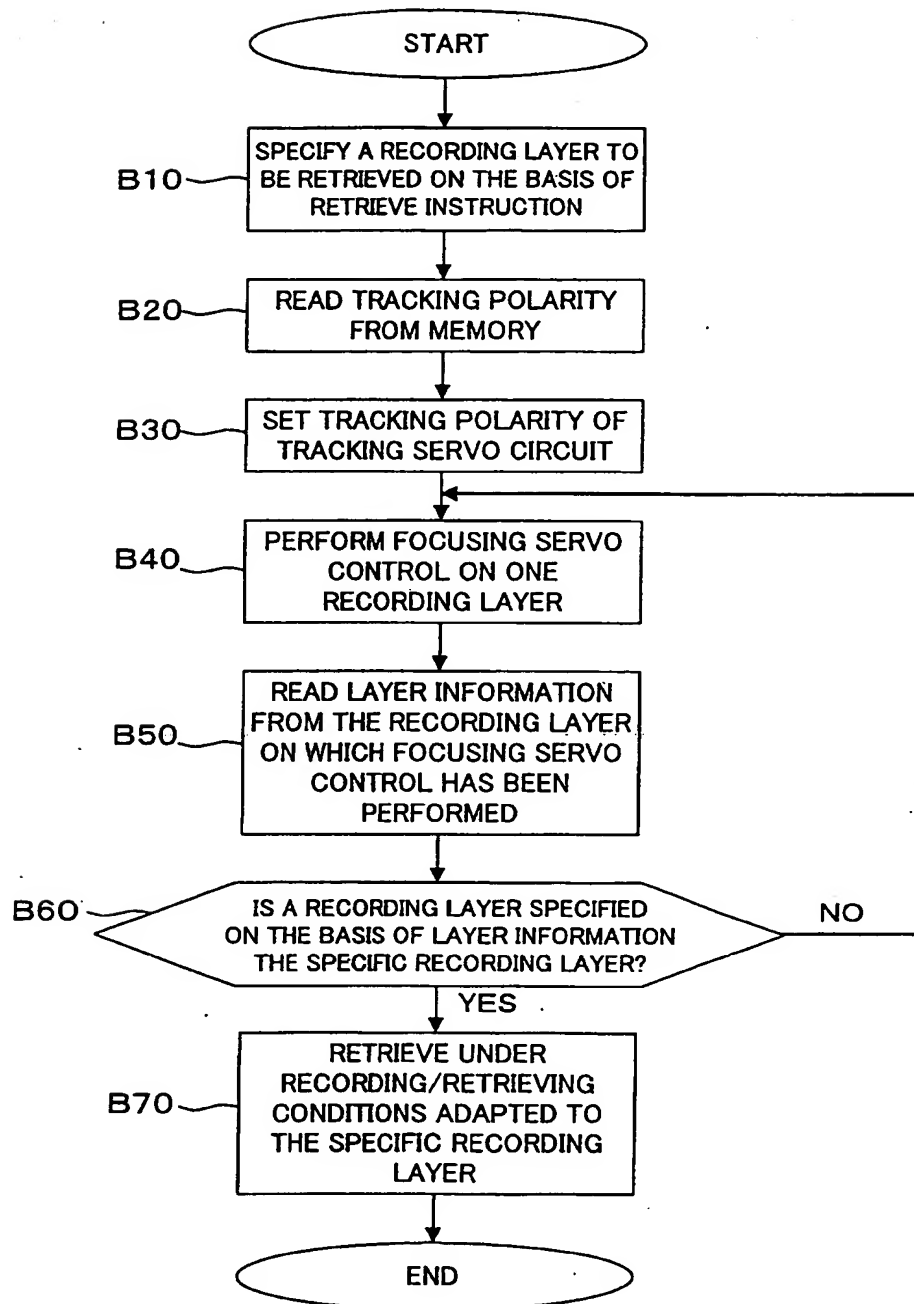 START
SPECIFY A RECORDING LAYER TO
BE RETRIEVED ON THE BASIS OF
RETRIEVE INSTRUCTION
B10
READ TRACKING POLARITY
FROM MEMORY
B20
SET TRACKING POLARITY OF
TRACKING SERVO CIRCUIT
B30
PERFORM FOCUSING SERVO
CONTROL ON ONE
RECORDING LAYER
B40
READ LAYER INFORMATION
FROM THE RECORDING LAYER
ON WHICH FOCUSING SERVO
CONTROL HAS BEEN
PERFORMED
B50
IS A RECORDING LAYER SPECIFIED
ON THE BASIS OF LAYER INFORMATION
THE SPECIFIC RECORDING LAYER?
B60
NO
YES
RETRIEVE UNDER
RECORDING/RETRIEVING
CONDITIONS ADAPTED TO
THE SPECIFIC RECORDING
LAYER
B70
END